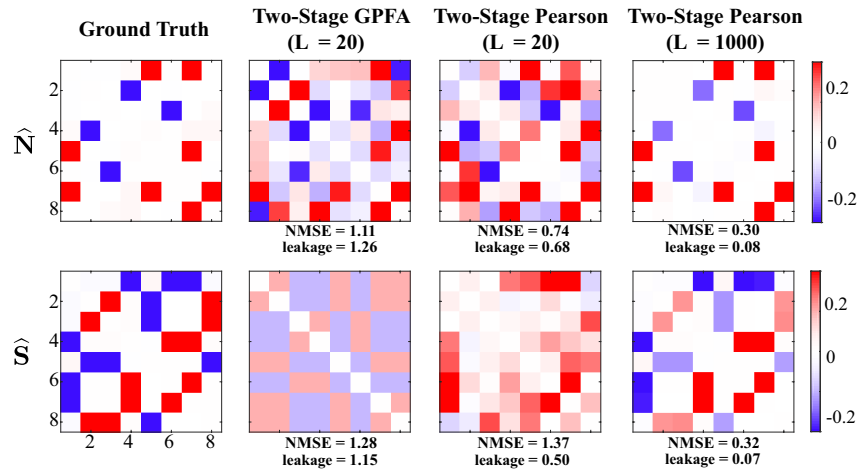 Ground Truth
Two-Stage GPFA
(L = 20)
Two-Stage Pearson
(L = 20)
Two-Stage Pearson
(L = 1000)
N̂
2
4
6
8
0.2
0
-0.2
NMSE = 1.11
leakage = 1.26
NMSE = 0.74
leakage = 0.68
NMSE = 0.30
leakage = 0.08
Ŝ
2
4
6
8
2 4 6 8
0.2
0
-0.2
NMSE = 1.28
leakage = 1.15
NMSE = 1.37
leakage = 0.50
NMSE = 0.32
leakage = 0.07